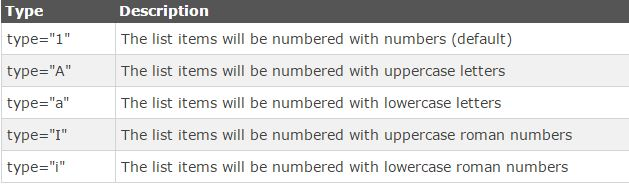 Type Description
type="1" The list items will be numbered with numbers (default)
type="A" The list items will be numbered with uppercase letters
type="a" The list items will be numbered with lowercase letters
type="I" The list items will be numbered with uppercase roman numbers
type="i" The list items will be numbered with lowercase roman numbers